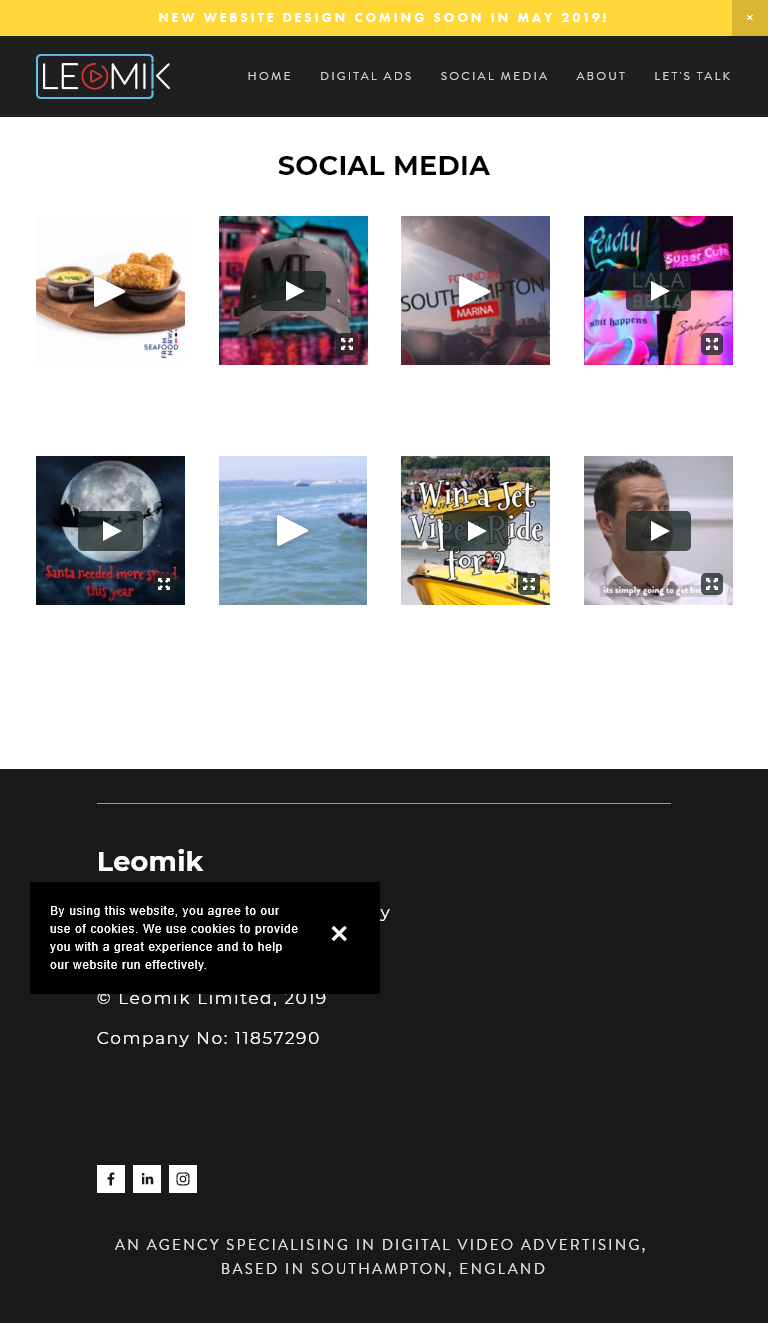 NEW WEBSITE DESIGN COMING SOON IN MAY 2019!
LEOMIK
HOME DIGITAL ADS SOCIAL MEDIA ABOUT LET'S TALK
SOCIAL MEDIA
SEAFOOD
FROM
NORWAY
ML
FOUND IN
SOUTHAMPTON
MARINA
Peachy
Super Cute
LALA
BELLA
shit happens
Babydoll
Santa needed more speed
this year
Win a Jet
Viper Ride
for 2
its simply going to get
Leomik
By using this website, you agree to our
use of cookies. We use cookies to provide
you with a great experience and to help
our website run effectively.
y
© Leomik Limited, 2019
Company No: 11857290
AN AGENCY SPECIALISING IN DIGITAL VIDEO ADVERTISING,
BASED IN SOUTHAMPTON, ENGLAND